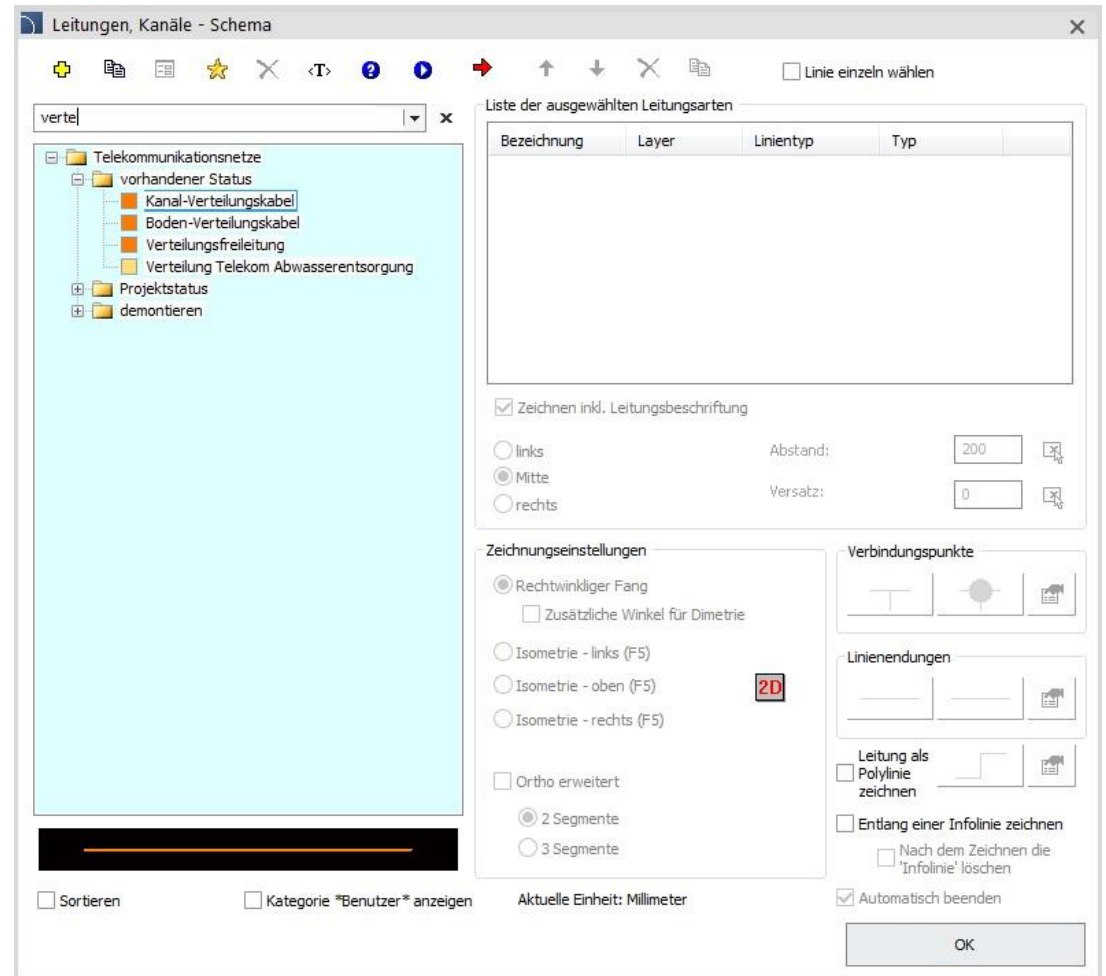 Leitungen, Kanäle - Schema
<T>
Linie einzeln wählen
verte
Telekommunikationsnetze
vorhandener Status
Kanal-Verteilungskabel
Boden-Verteilungskabel
Verteilungsfreileitung
Verteilung Telekom Abwasserentsorgung
Projektstatus
demontieren
Sortieren
Kategorie *Benutzer* anzeigen
Liste der ausgewählten Leitungsarten
Bezeichnung Layer Linientyp Typ
Zeichnen inkl. Leitungsbeschriftung
links
Mitte
rechts
Abstand: 200
Versatz: 0
Zeichnungseinstellungen
Rechtwinkliger Fang
Zusätzliche Winkel für Dimetrie
Isometrie - links (F5)
Isometrie - oben (F5)
Isometrie - rechts (F5)
2D
Ortho erweitert
2 Segmente
3 Segmente
Aktuelle Einheit: Millimeter
Verbindungspunkte
Linienendungen
Leitung als
Polylinie
zeichnen
Entlang einer Infolinie zeichnen
Nach dem Zeichnen die
'Infolinie' löschen
Automatisch beenden
OK